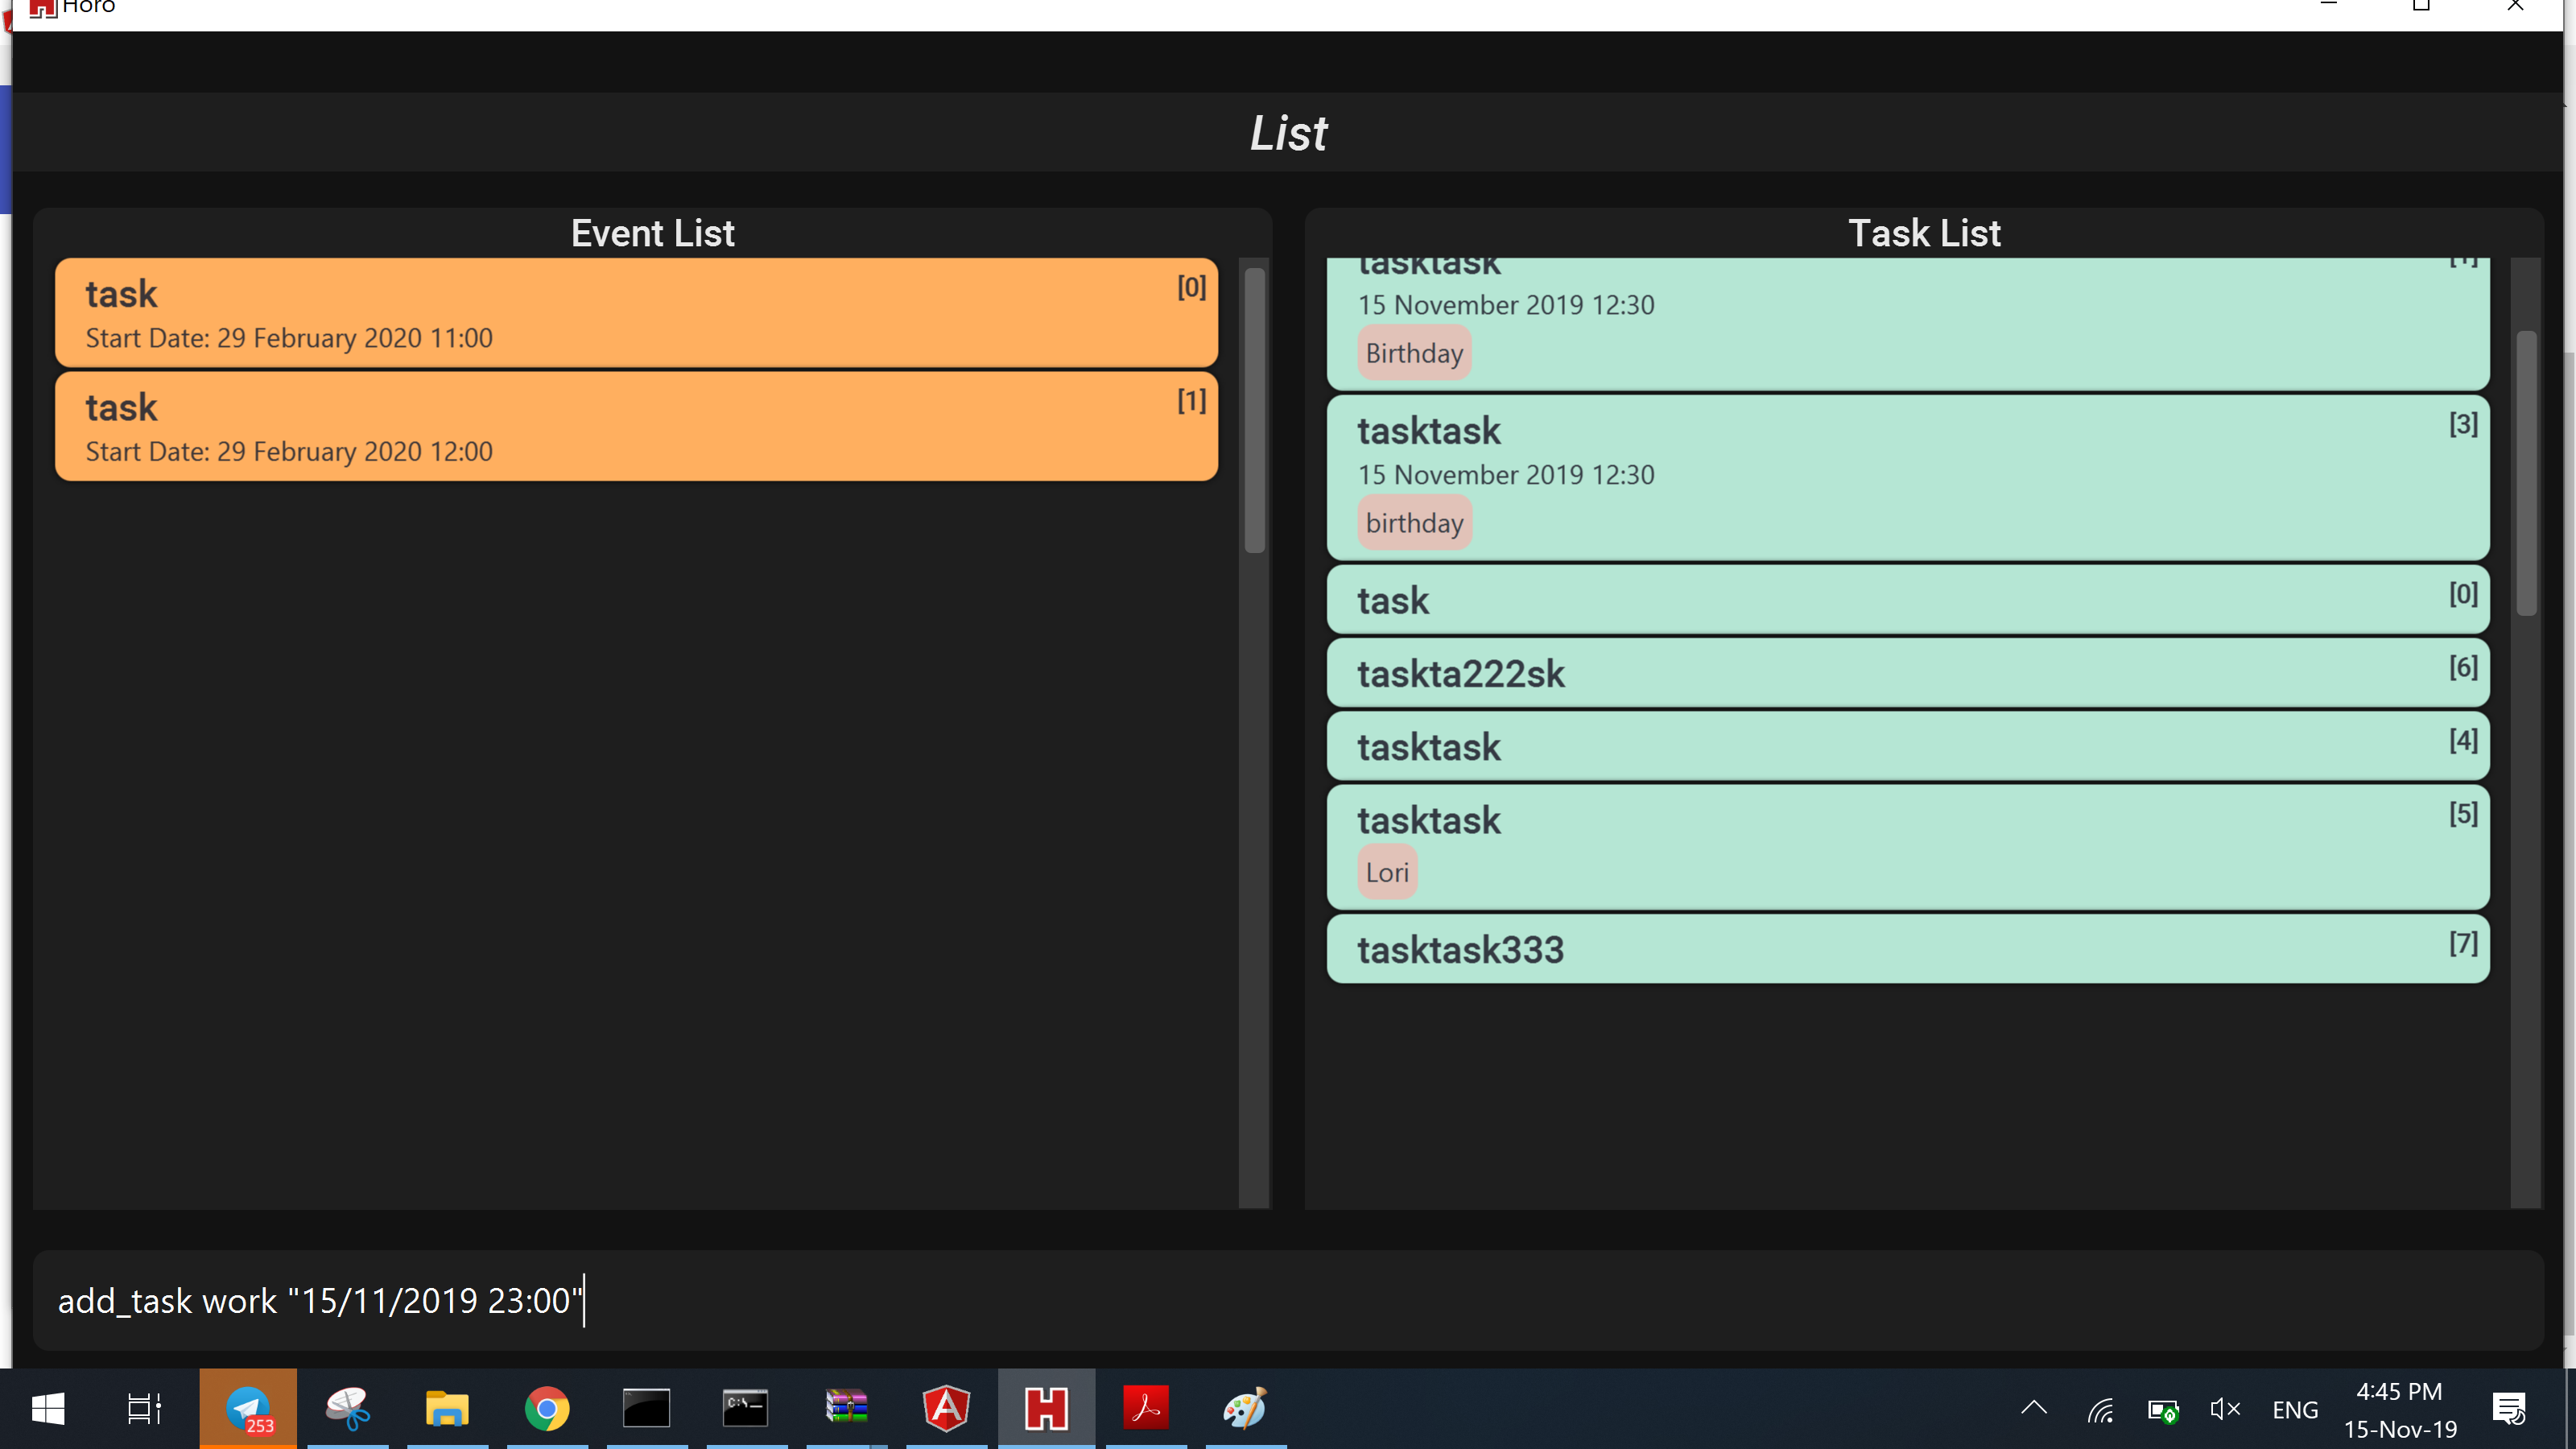 Horo
List
Event List
task [0]
Start Date: 29 February 2020 11:00
task [1]
Start Date: 29 February 2020 12:00
Task List
tasktask
15 November 2019 12:30
Birthday
tasktask [3]
15 November 2019 12:30
birthday
task [0]
taskta222sk [6]
tasktask [4]
tasktask [5]
Lori
tasktask333 [7]
add_task work "15/11/2019 23:00"
253
C:\
ENG
4:45 PM
15-Nov-19